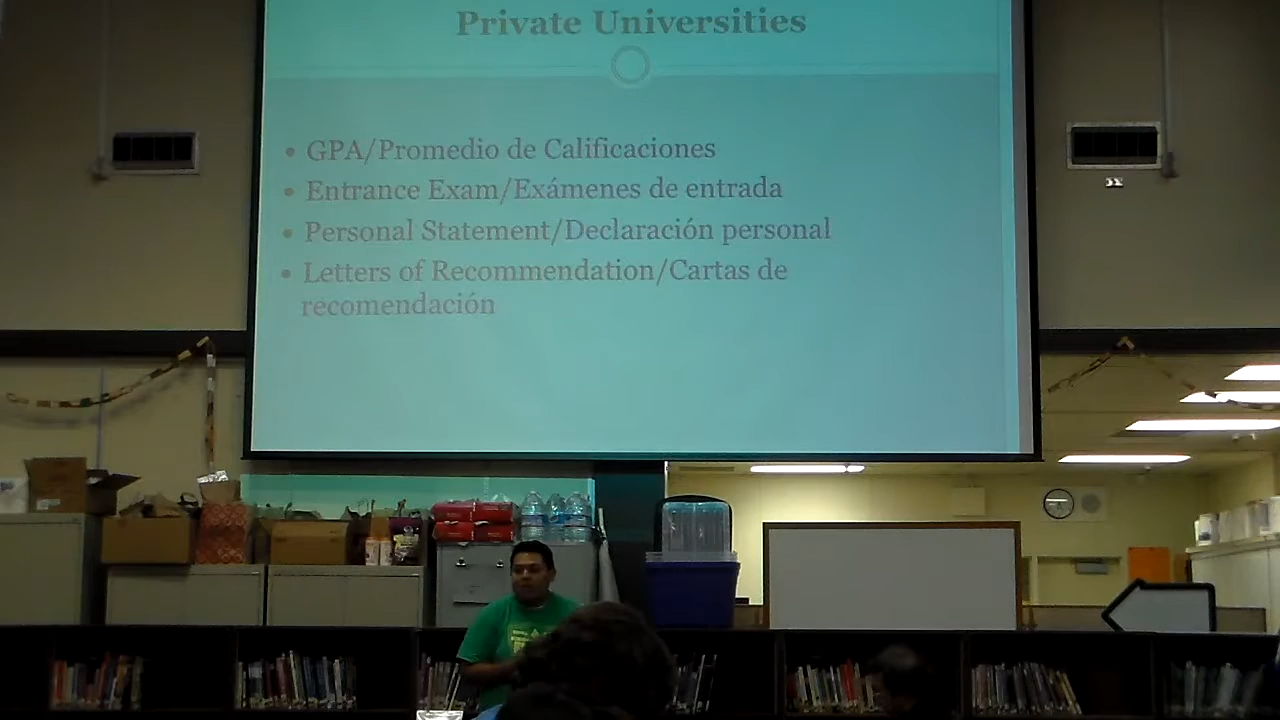 Private Universities
• GPA/Promedio de Calificaciones
• Entrance Exam/Exámenes de entrada
• Personal Statement/Declaración personal
• Letters of Recommendation/Cartas de
recomendación